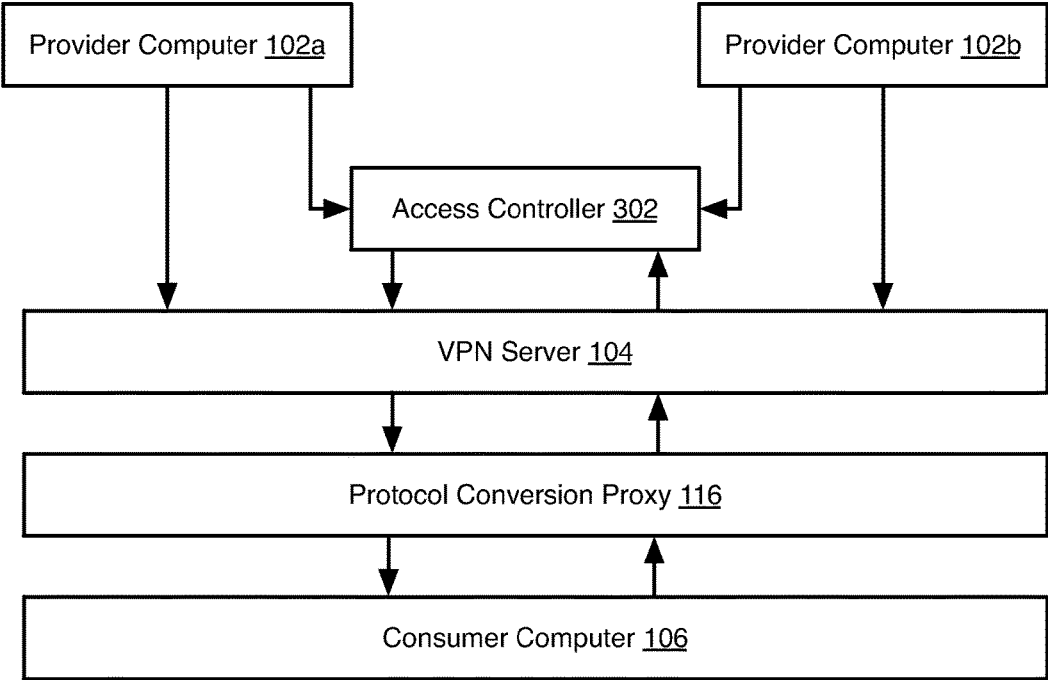 Provider Computer 102a
Provider Computer 102b
Access Controller 302
VPN Server 104
Protocol Conversion Proxy 116
Consumer Computer 106